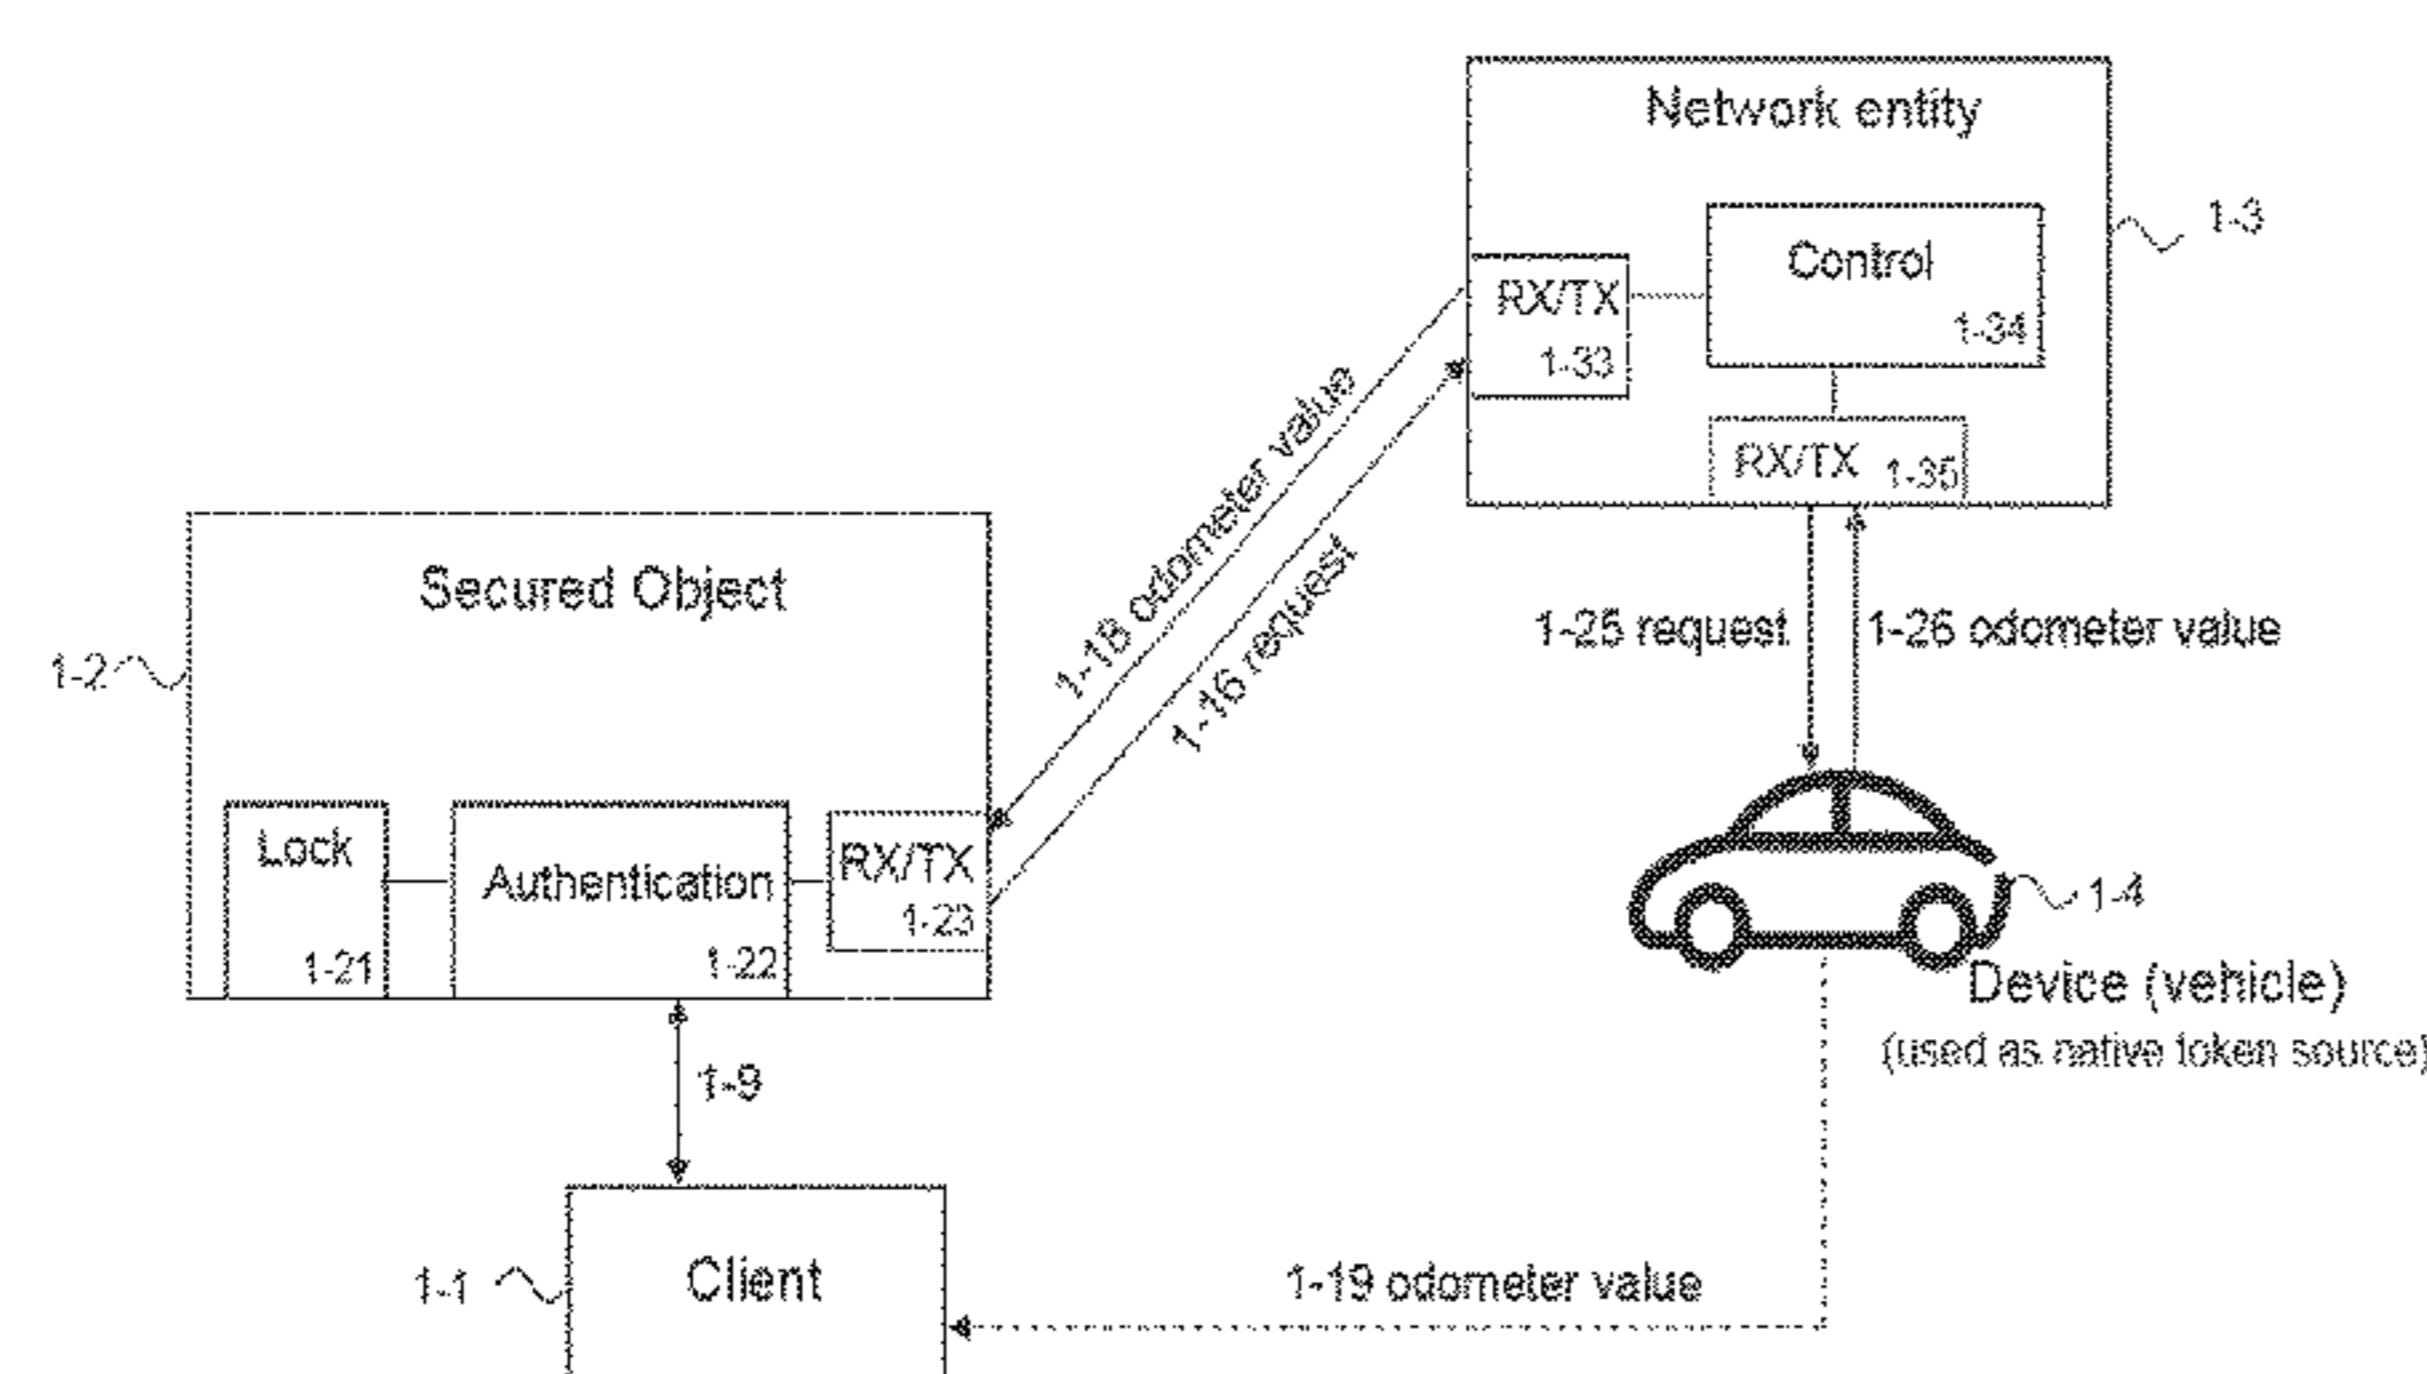 Network entity
1-3
Control
1-34
RX/TX
1-33
RX/TX 1-35
1-18 odometer value
1-16 request
1-25 request
1-26 odometer value
Secured Object
1-2
Lock
1-21
Authentication
1-22
RX/TX
1-23
1-4
Device (vehicle)
(used as native token source)
1-9
1-1
Client
1-19 odometer value